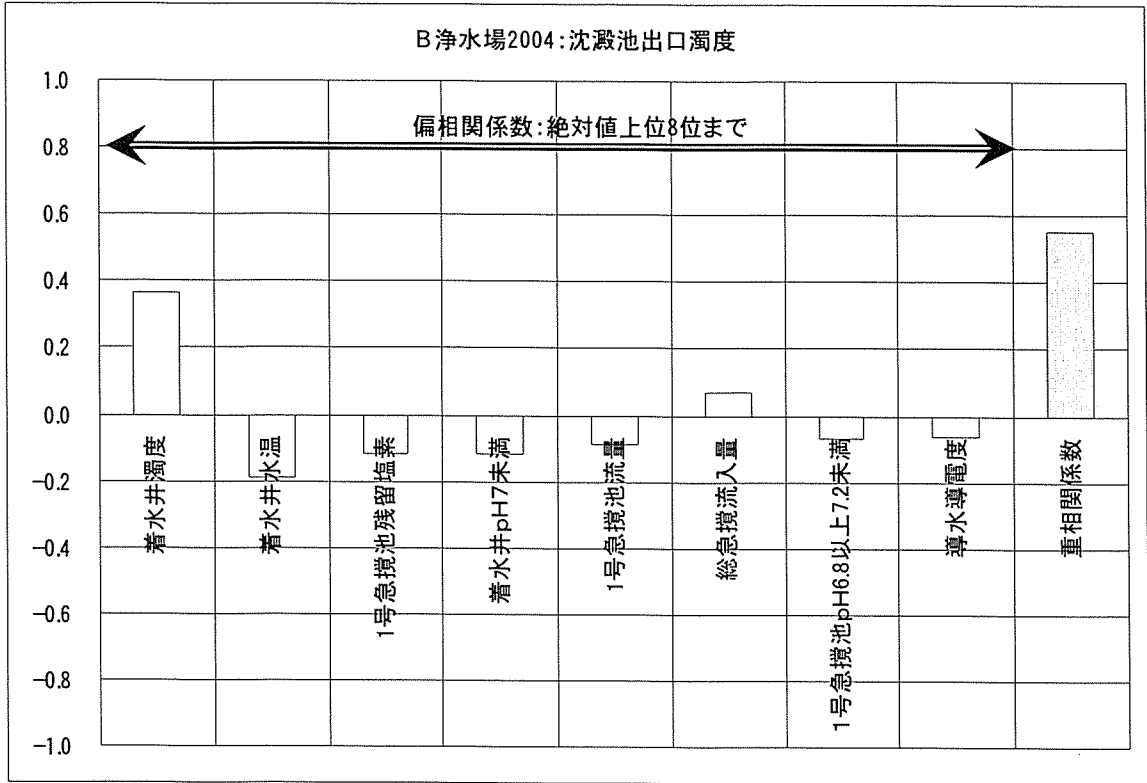 B浄水場2004:沈澱池出口濁度
1.0
0.8
0.6
0.4
0.2
0.0
-0.2
-0.4
-0.6
-0.8
-1.0
偏相関係数:絶対値上位8位まで
着水井濁度
着水井水温
1号急撹池残留塩素
着水井pH7未満
1号急撹池流量
総急撹流入量
1号急撹池pH6.8以上7.2未満
導水導電度
重相関係数